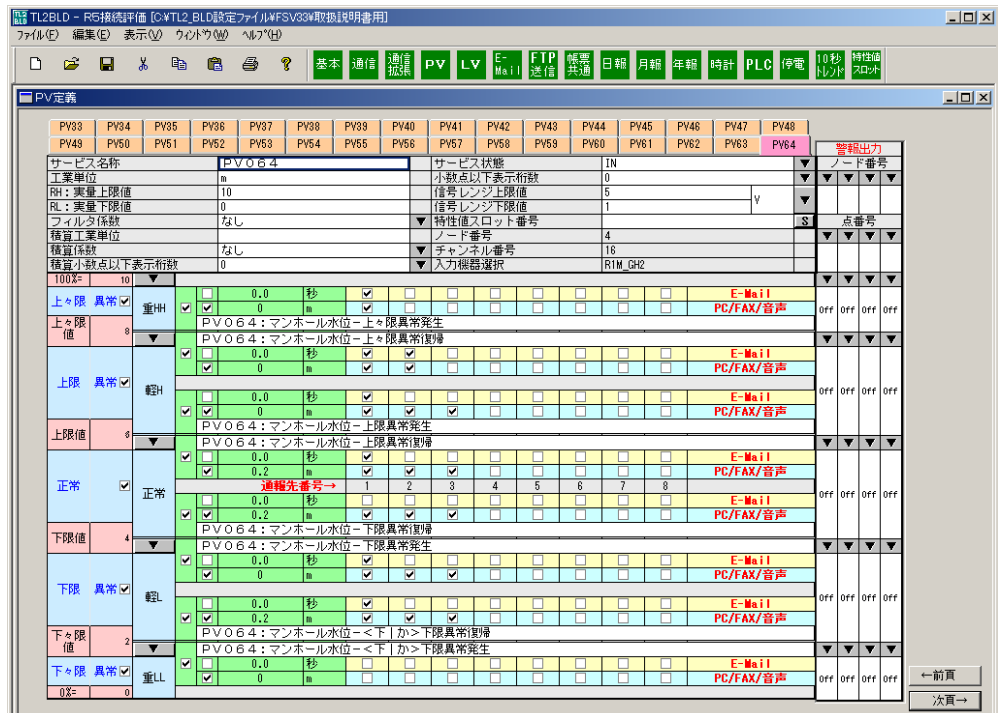 TL2BLD - R5接続評価 [C:¥TL2_BLD設定ファイル¥FSV33¥取扱説明書用]
ファイル(F) 編集(E) 表示(V) ウィンドウ(W) ヘルプ(H)
基本 通信 通信拡張 PV LV E-Mail FTP送信 帳票共通 日報 月報 年報 時計 PLC 停電 10秒トレンド 特性値スロット
PV定義
PV33 PV34 PV35 PV36 PV37 PV38 PV39 PV40 PV41 PV42 PV43 PV44 PV45 PV46 PV47 PV48
PV49 PV50 PV51 PV52 PV53 PV54 PV55 PV56 PV57 PV58 PV59 PV60 PV61 PV62 PV63 PV64
警報出力
サービス名称 PV064 サービス状態 IN ▼ ノード番号
工業単位 m 小数点以下表示桁数 0 ▼ ▼ ▼ ▼ ▼
RH:実量上限値 10 信号レンジ上限値 5 V ▼
RL:実量下限値 0 信号レンジ下限値 1
フィルタ係数 なし ▼ 特性値スロット番号 S 点番号
積算工業単位 ノード番号 4 ▼ ▼ ▼ ▼
積算係数 なし ▼ チャンネル番号 16
積算小数点以下表示桁数 0 ▼ 入力機器選択 R1M_GH2
100%= 10 ▼ ▼ ▼ ▼ ▼
上々限 異常 重HH 0.0 秒 E-Mail
0 m PC/FAX/音声 Off Off Off Off
上々限値 8 PV064:マンホール水位-上々限異常発生
▼ PV064:マンホール水位-上々限異常復帰 ▼ ▼ ▼ ▼
0.0 秒 E-Mail
0 m PC/FAX/音声
上限 異常 軽H Off Off Off Off
0.0 秒 E-Mail
0 m PC/FAX/音声
上限値 6 PV064:マンホール水位-上限異常発生
▼ PV064:マンホール水位-上限異常復帰 ▼ ▼ ▼ ▼
0.0 秒 E-Mail
0.2 m PC/FAX/音声
正常 正常 通報先番号→ 1 2 3 4 5 6 7 8 Off Off Off Off
0.0 秒 E-Mail
0.2 m PC/FAX/音声
下限値 4 PV064:マンホール水位-下限異常復帰
▼ PV064:マンホール水位-下限異常発生 ▼ ▼ ▼ ▼
0.0 秒 E-Mail
0 m PC/FAX/音声
下限 異常 軽L Off Off Off Off
0.0 秒 E-Mail
0.2 m PC/FAX/音声
下々限値 2 PV064:マンホール水位-<下|か>下限異常復帰
▼ PV064:マンホール水位-<下|か>下限異常発生 ▼ ▼ ▼ ▼
下々限 異常 重LL 0.0 秒 E-Mail
0 m PC/FAX/音声 Off Off Off Off
0%= 0
←前頁
次頁→